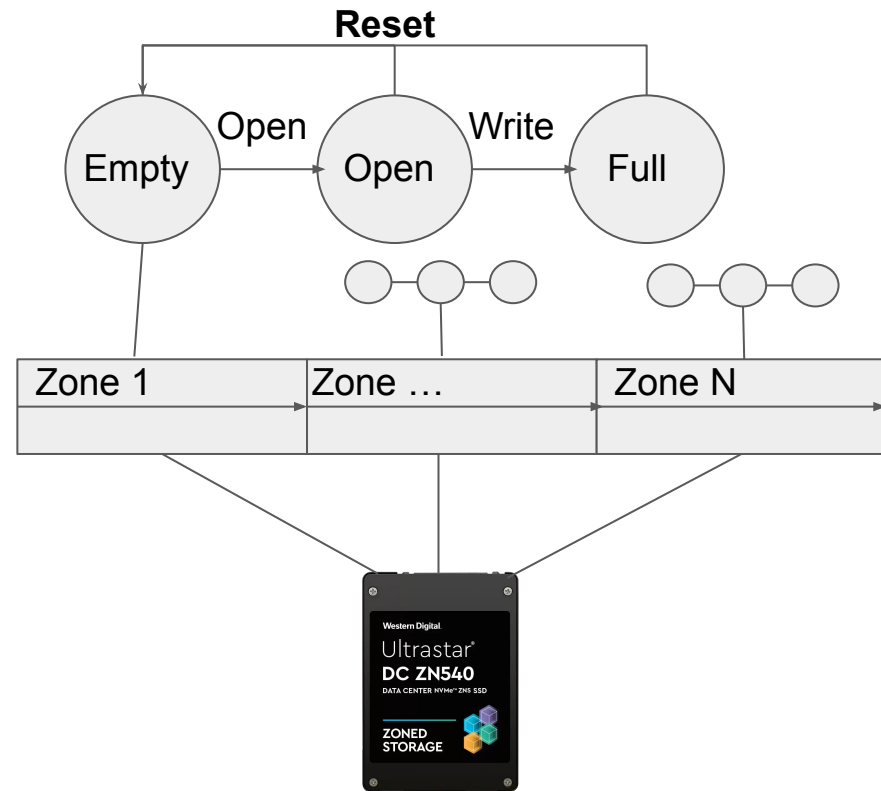 Reset
Open
Write
Empty
Open
Full
Zone 1
Zone …
Zone N
Western Digital.
Ultrastar®
DC ZN540
DATA CENTER NVMe™ ZNS SSD
ZONED
STORAGE